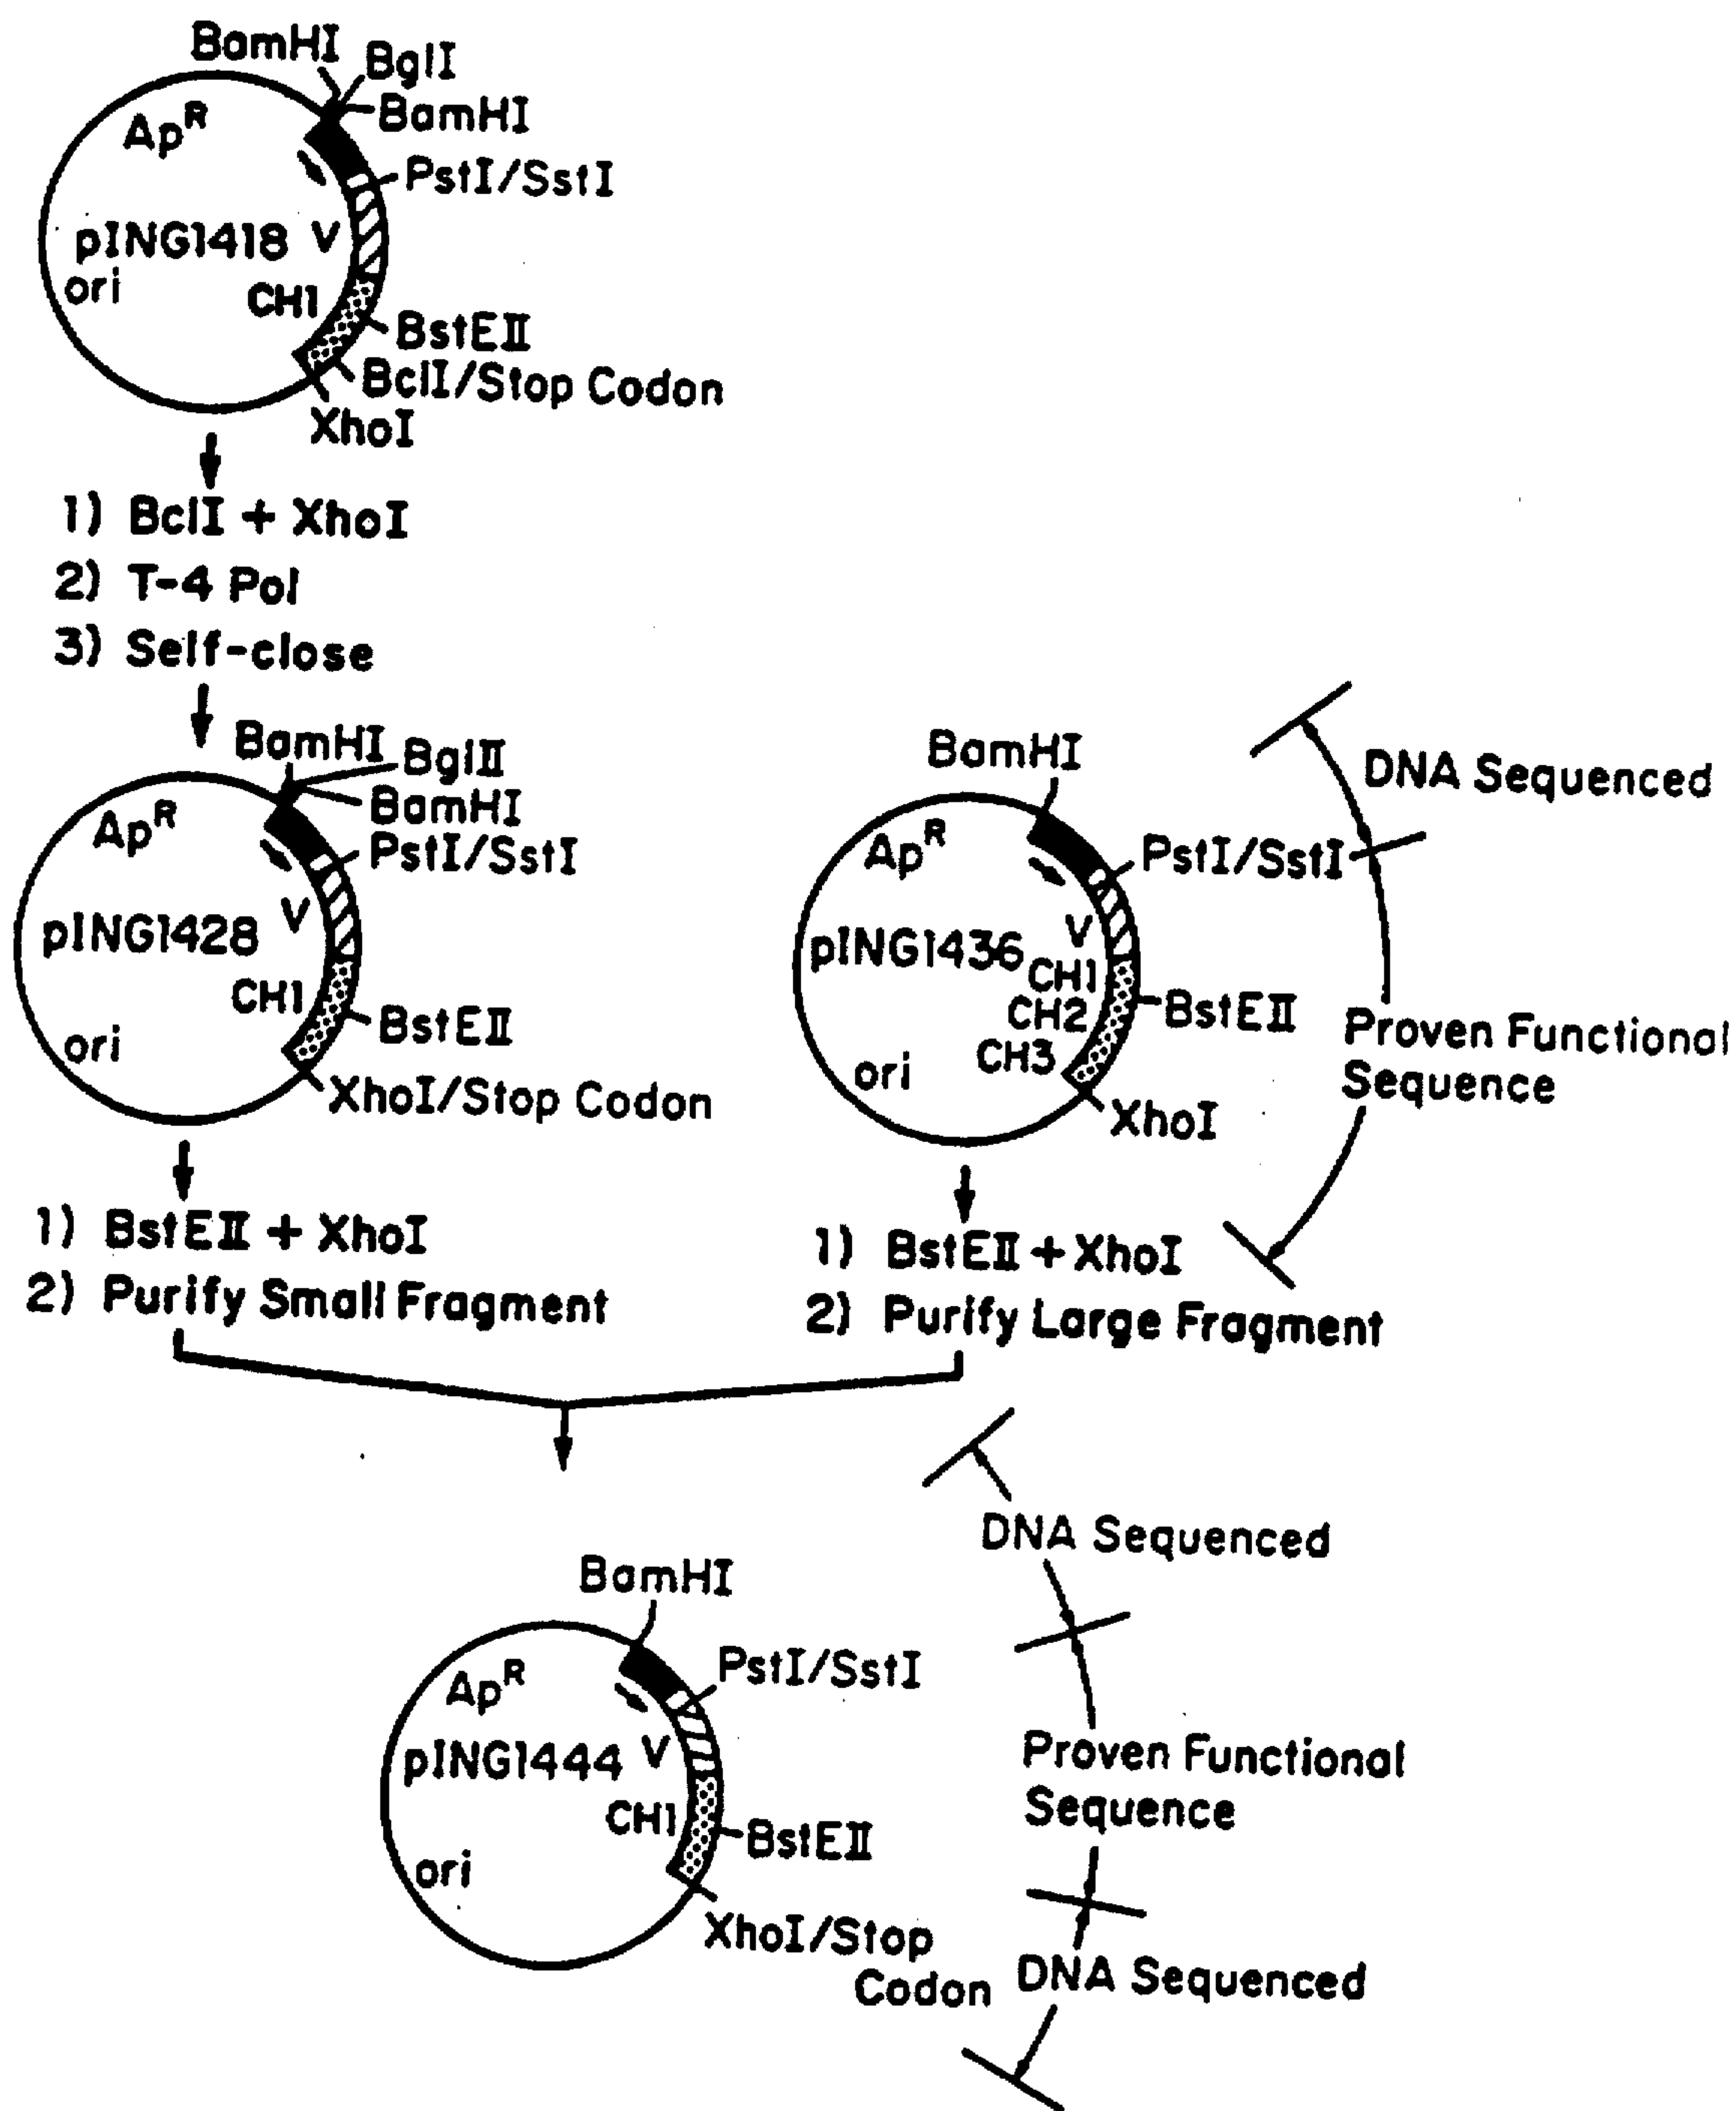 BamHI
BglI
BamHI
Ap^R
PstI/SstI
pING1418
V
ori
CH1
BstEII
BclI/Stop Codon
XhoI
1) BclI + XhoI
2) T-4 Pol
3) Self-close
BamHI
BglII
BamHI
Ap^R
PstI/SstI
V
pING1428
CH1
BstEII
ori
XhoI/Stop Codon
1) BstEII + XhoI
2) Purify Small Fragment
BamHI
Ap^R
PstI/SstI
V
pING1436
CH1
CH2
BstEII
CH3
ori
XhoI
DNA Sequenced
Proven Functional
Sequence
1) BstEII + XhoI
2) Purify Large Fragment
BamHI
Ap^R
PstI/SstI
pING1444
V
CH1
BstEII
ori
XhoI/Stop
Codon
DNA Sequenced
Proven Functional
Sequence
DNA Sequenced